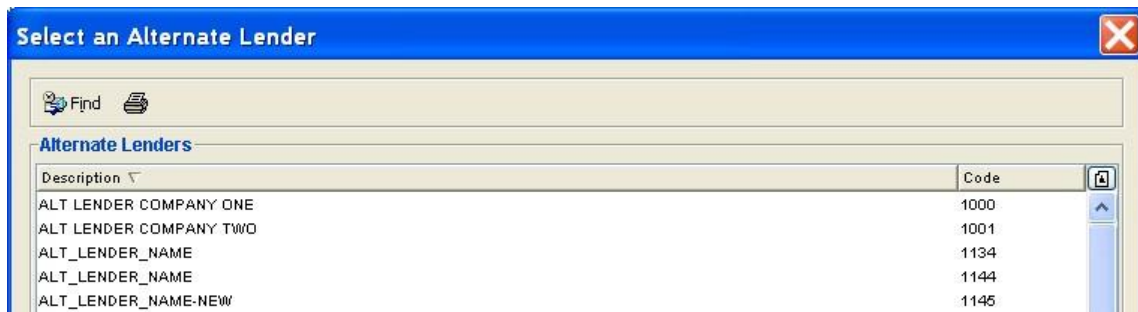 Select an Alternate Lender
Find
Alternate Lenders
Description Code
ALT LENDER COMPANY ONE 1000
ALT LENDER COMPANY TWO 1001
ALT_LENDER_NAME 1134
ALT_LENDER_NAME 1144
ALT_LENDER_NAME-NEW 1145